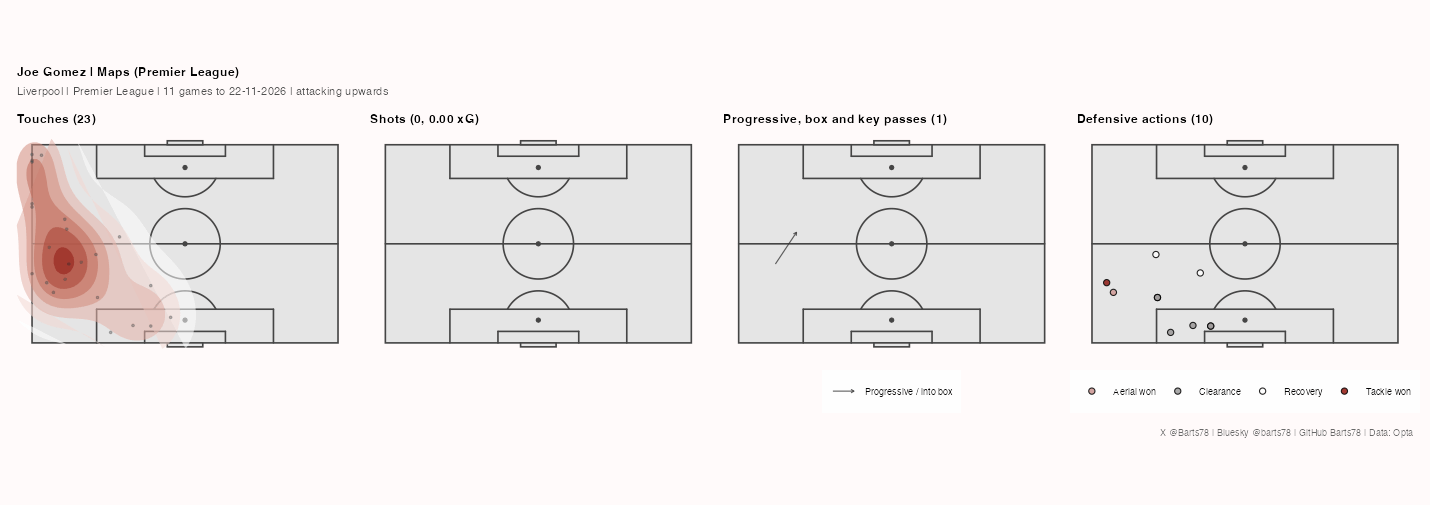 Joe Gomez | Maps (Premier League)
Liverpool | Premier League | 11 games to 22-11-2026 | attacking upwards
Touches (23)
Shots (0, 0.00 xG)
Progressive, box and key passes (1)
Defensive actions (10)
Progressive / into box
Aerial won
Clearance
Recovery
Tackle won
X @Barts78 | Bluesky @barts78 | GitHub Barts78 | Data: Opta